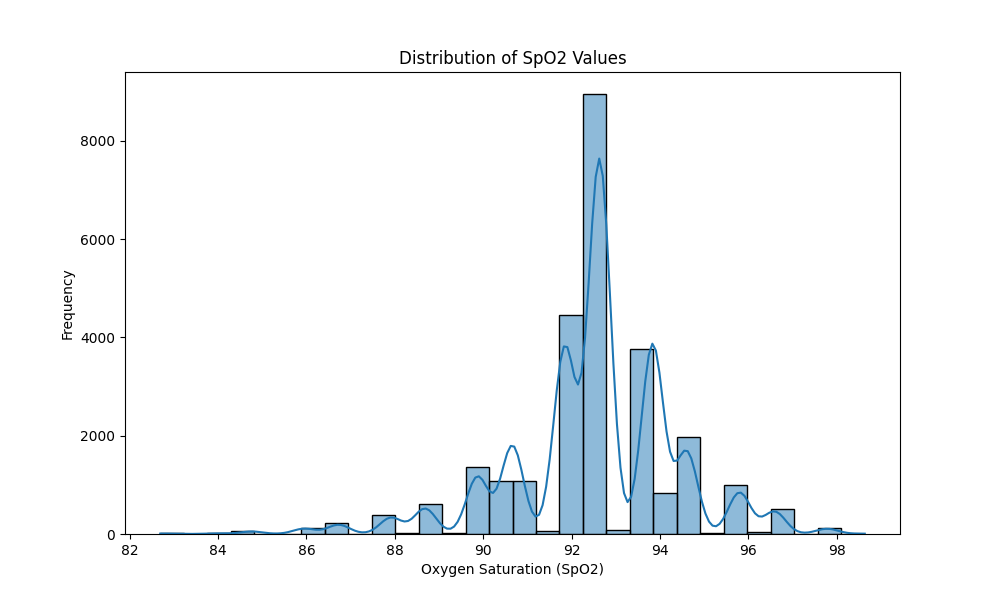 Distribution of SpO2 Values
Frequency
8000
6000
4000
2000
0
82 84 86 88 90 92 94 96 98
Oxygen Saturation (SpO2)